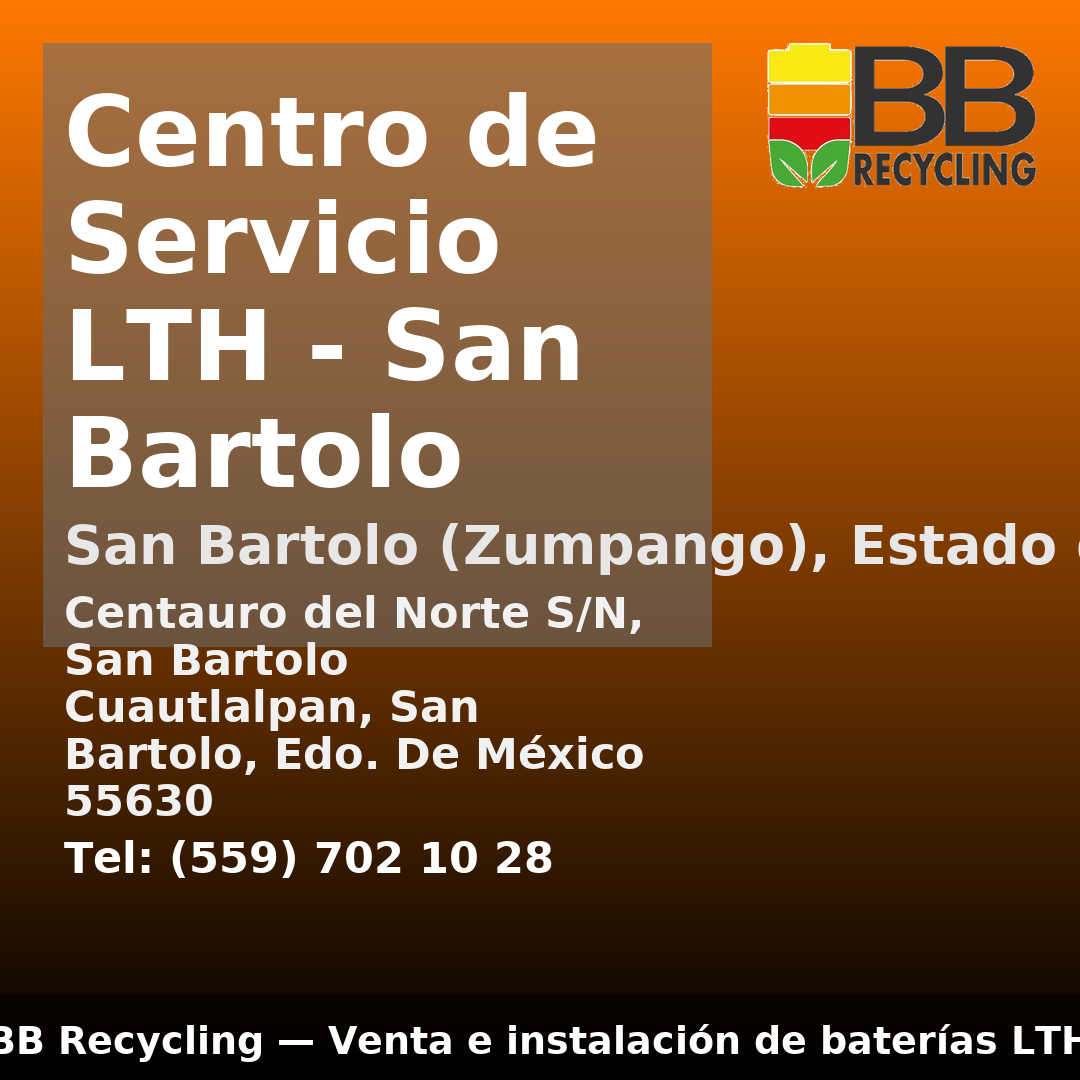 Centro de
Servicio
LTH - San
Bartolo
BB
RECYCLING
San Bartolo (Zumpango), Estado
Centauro del Norte S/N,
San Bartolo
Cuautlalpan, San
Bartolo, Edo. De México
55630
Tel: (559) 702 10 28
BB Recycling — Venta e instalación de baterías LTH